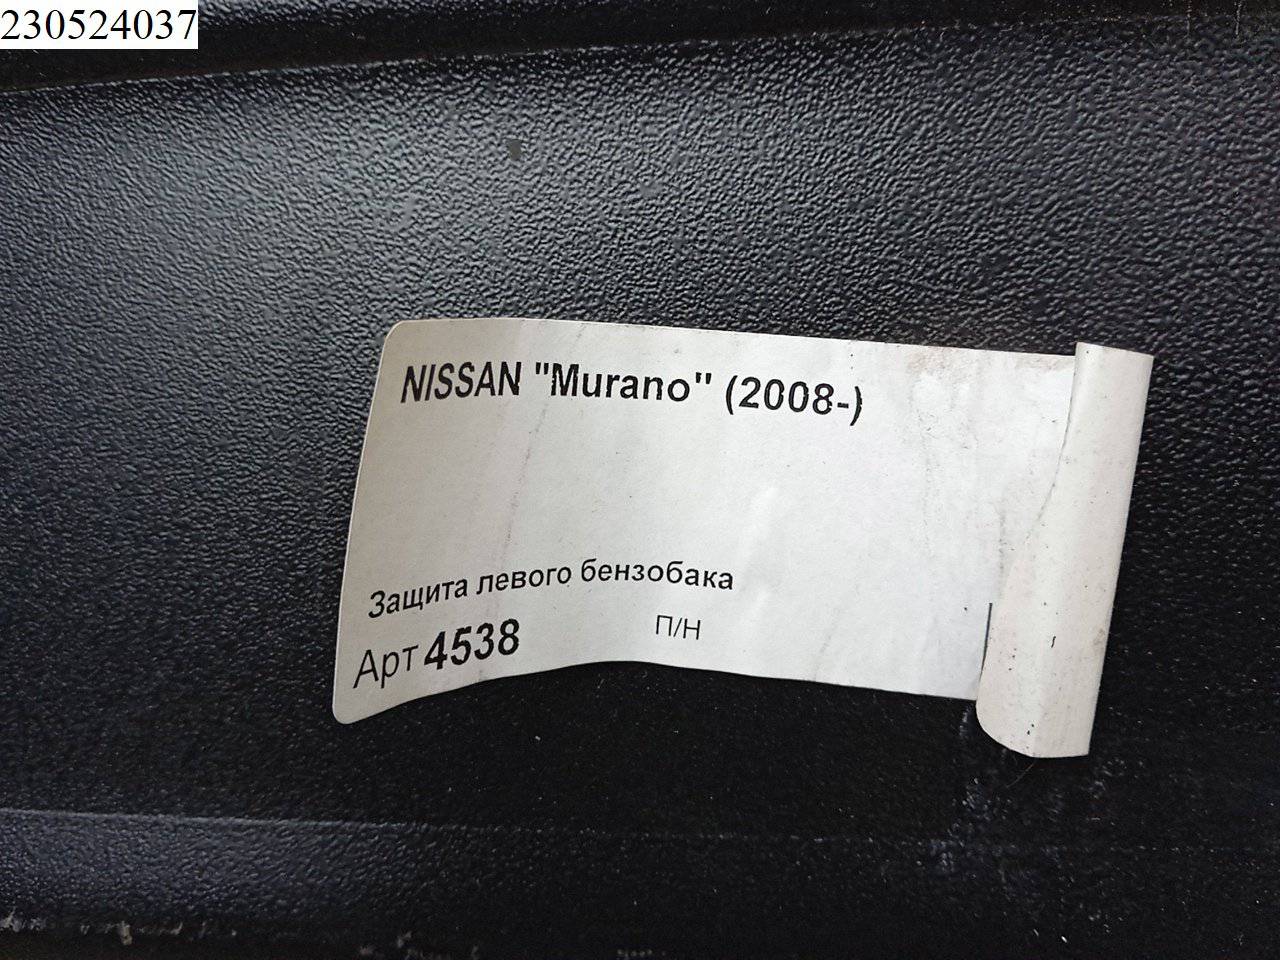 230524037
NISSAN "Murano" (2008-)
Защита левого бензобака
Арт 4538
П/Н